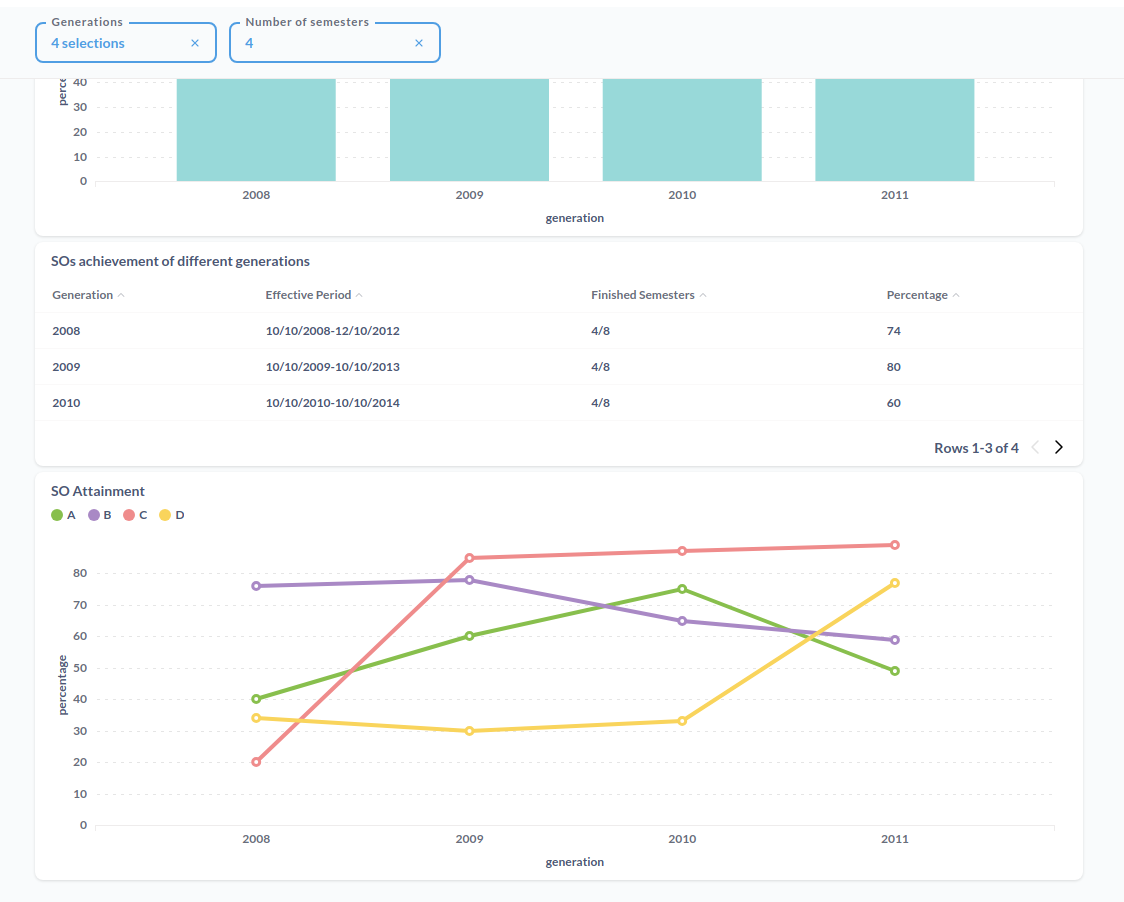 Generations Number of semesters
4 selections × 4 ×
40
30
20
10
0
2008 2009 2010 2011
generation
SOs achievement of different generations
Generation Effective Period Finished Semesters Percentage
2008 10/10/2008-12/10/2012 4/8 74
2009 10/10/2009-10/10/2013 4/8 80
2010 10/10/2010-10/10/2014 4/8 60
Rows 1-3 of 4
SO Attainment
A B C D
percentage
80
70
60
50
40
30
20
10
0
2008 2009 2010 2011
generation